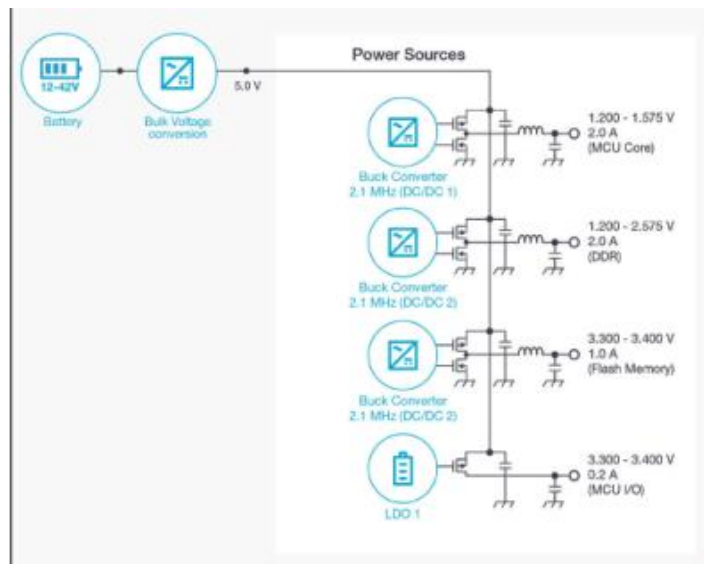 Power Sources
12-42V
Battery
Bulk Voltage
conversion
5.0 V
1.200 - 1.575 V
2.0 A
(MCU Core)
Buck Converter
2.1 MHz (DC/DC 1)
1.200 - 2.575 V
2.0 A
(DDR)
Buck Converter
2.1 MHz (DC/DC 2)
3.300 - 3.400 V
1.0 A
(Flash Memory)
Buck Converter
2.1 MHz (DC/DC 2)
3.300 - 3.400 V
0.2 A
(MCU I/O)
LDO 1